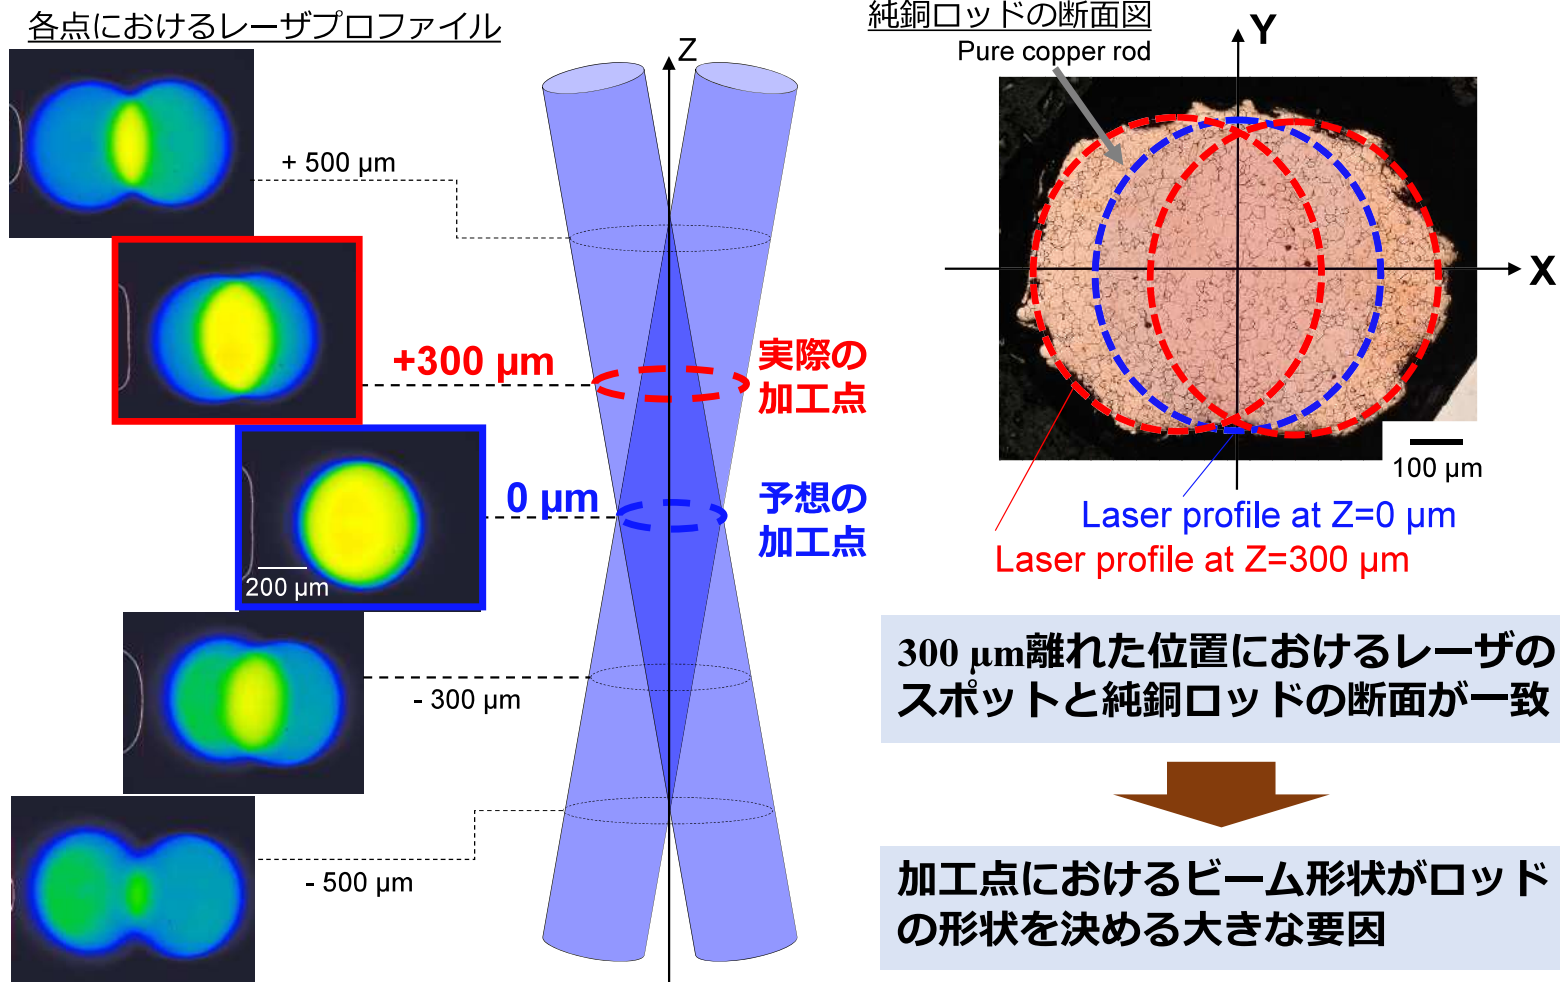 各点におけるレーザプロファイル
+ 500 µm
+300 µm
0 µm
200 µm
- 300 µm
- 500 µm
Z
実際の
加工点
予想の
加工点
純銅ロッドの断面図
Pure copper rod
Y
X
100 µm
Laser profile at Z=0 µm
Laser profile at Z=300 µm
300 µm離れた位置におけるレーザの
スポットと純銅ロッドの断面が一致
加工点におけるビーム形状がロッド
の形状を決める大きな要因